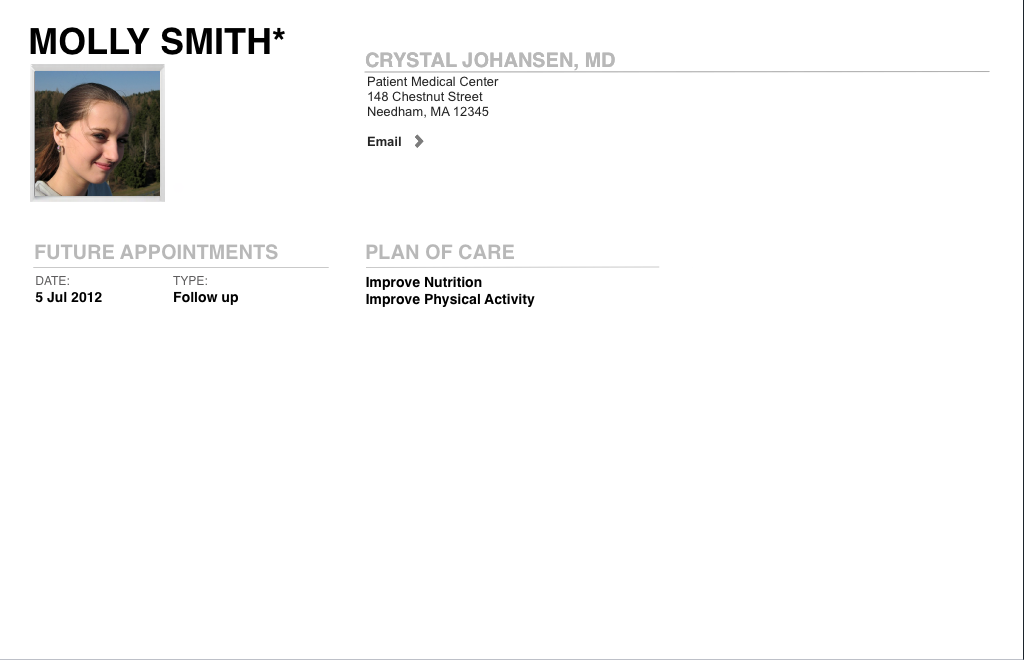 MOLLY SMITH*
CRYSTAL JOHANSEN, MD
Patient Medical Center
148 Chestnut Street
Needham, MA 12345
Email
FUTURE APPOINTMENTS
DATE: TYPE:
5 Jul 2012 Follow up
PLAN OF CARE
Improve Nutrition
Improve Physical Activity